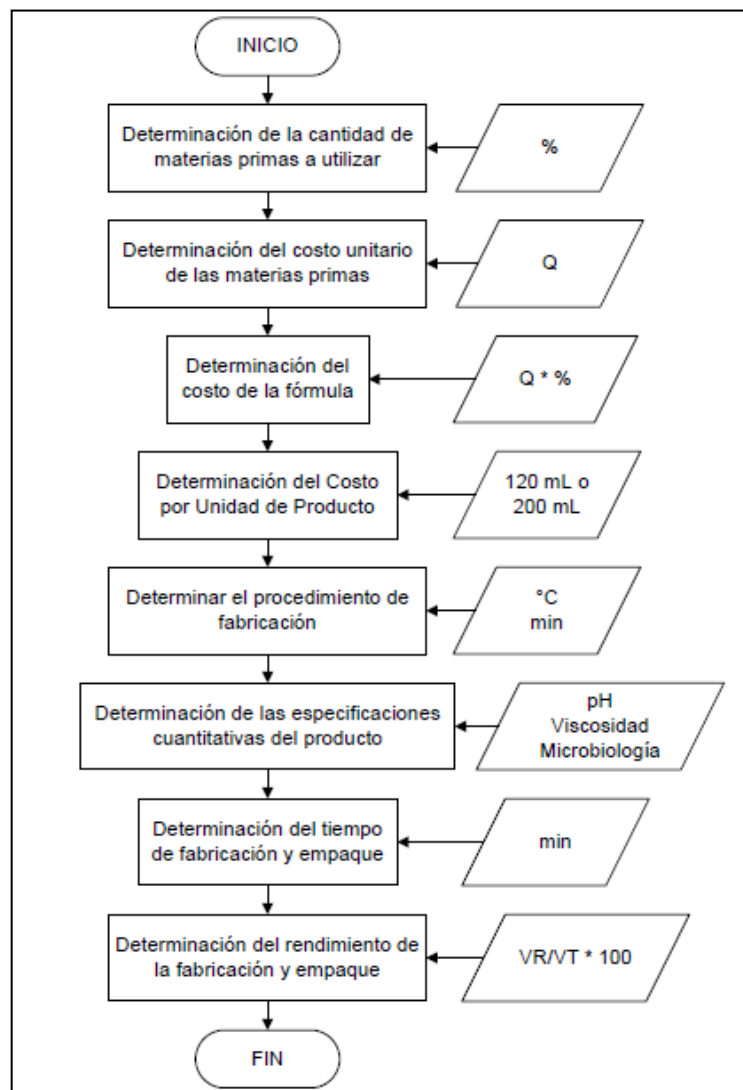 INICIO
Determinación de la cantidad de
materias primas a utilizar
%
Determinación del costo unitario
de las materias primas
Q
Determinación del
costo de la fórmula
Q * %
Determinación del Costo
por Unidad de Producto
120 mL o
200 mL
Determinar el procedimiento de
fabricación
°C
min
Determinación de las especificaciones
cuantitativas del producto
pH
Viscosidad
Microbiología
Determinación del tiempo
de fabricación y empaque
min
Determinación del rendimiento de
la fabricación y empaque
VR/VT * 100
FIN